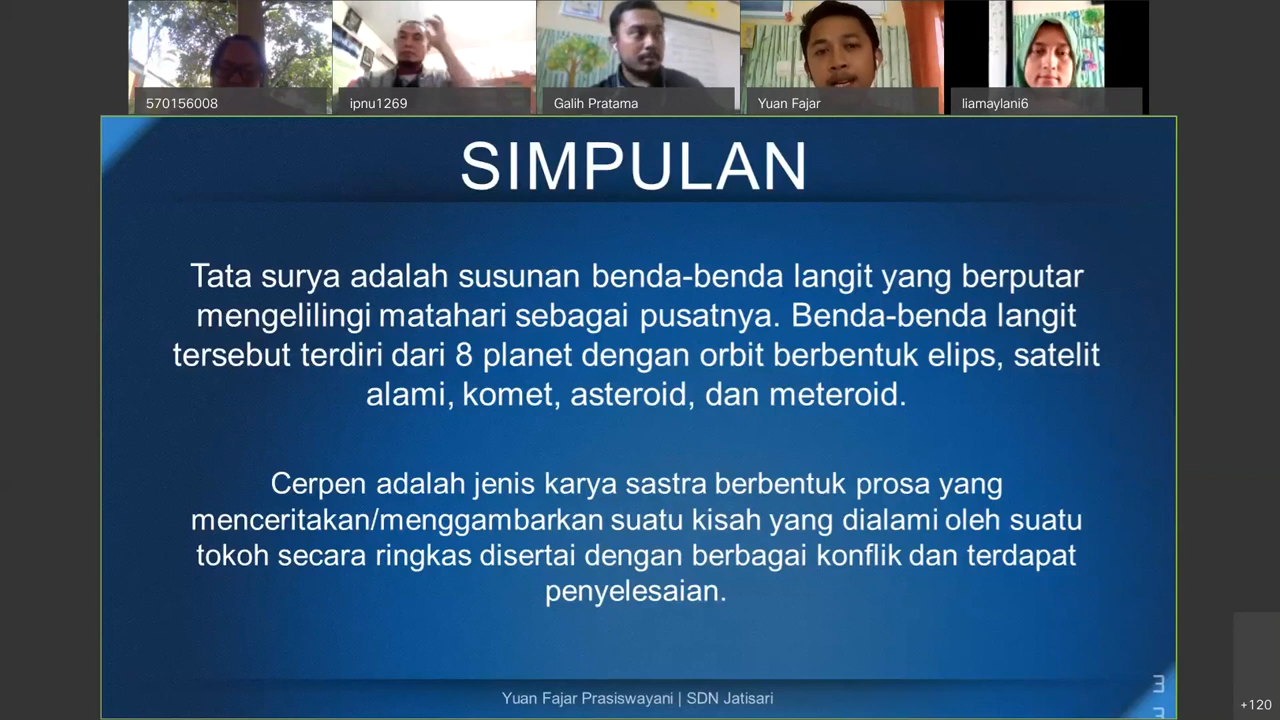 570156008
ipnu1269
Galih Pratama
Yuan Fajar
liamaylani6
SIMPULAN
Tata surya adalah susunan benda-benda langit yang berputar
mengelilingi matahari sebagai pusatnya. Benda-benda langit
tersebut terdiri dari 8 planet dengan orbit berbentuk elips, satelit
alami, komet, asteroid, dan meteroid.
Cerpen adalah jenis karya sastra berbentuk prosa yang
menceritakan/menggambarkan suatu kisah yang dialami oleh suatu
tokoh secara ringkas disertai dengan berbagai konflik dan terdapat
penyelesaian.
Yuan Fajar Prasiswayani | SDN Jatisari
3
3
+120